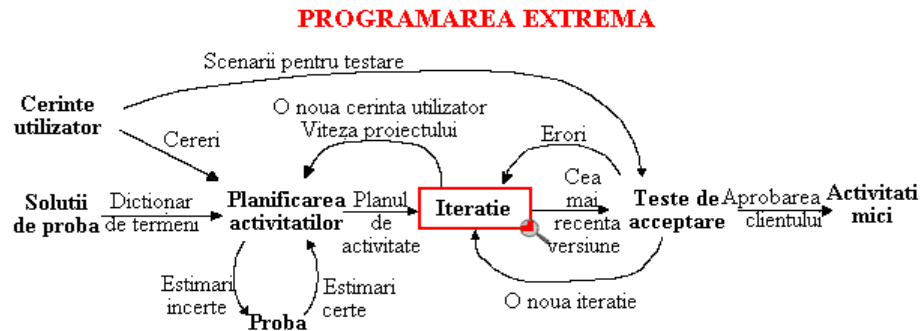 PROGRAMAREA EXTREMA
Scenarii pentru testare
Cerinte
utilizator
O noua cerinta utilizator
Viteza proiectului
Cereri
Erori
Solutii
de proba
Dictionar
de termeni
Planificarea
activitatilor
Planul
de
activitate
Iteratie
Cea
mai
recenta
versiune
Teste de
acceptare
Aprobarea
clientului
Activitati
mici
Estimari
incerte
Estimari
certe
O noua iteratie
Proba